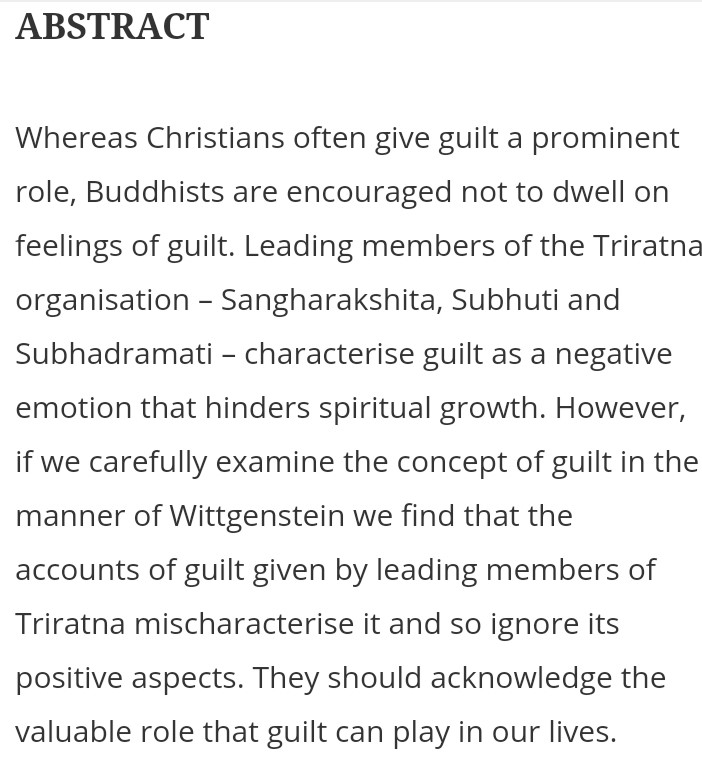 ABSTRACT
Whereas Christians often give guilt a prominent
role, Buddhists are encouraged not to dwell on
feelings of guilt. Leading members of the Triratna
organisation – Sangharakshita, Subhuti and
Subhadramati – characterise guilt as a negative
emotion that hinders spiritual growth. However,
if we carefully examine the concept of guilt in the
manner of Wittgenstein we find that the
accounts of guilt given by leading members of
Triratna mischaracterise it and so ignore its
positive aspects. They should acknowledge the
valuable role that guilt can play in our lives.